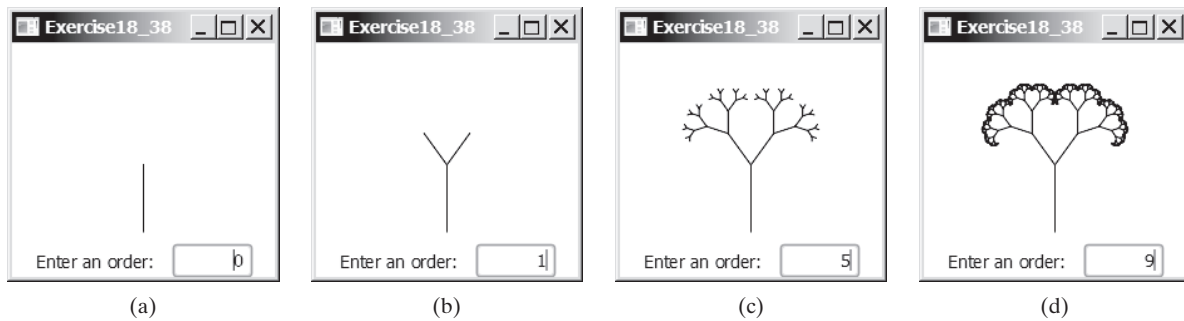 Exercise18_38 Exercise18_38 Exercise18_38 Exercise18_38
Enter an order: 0 Enter an order: 1 Enter an order: 5 Enter an order: 9
(a) (b) (c) (d)